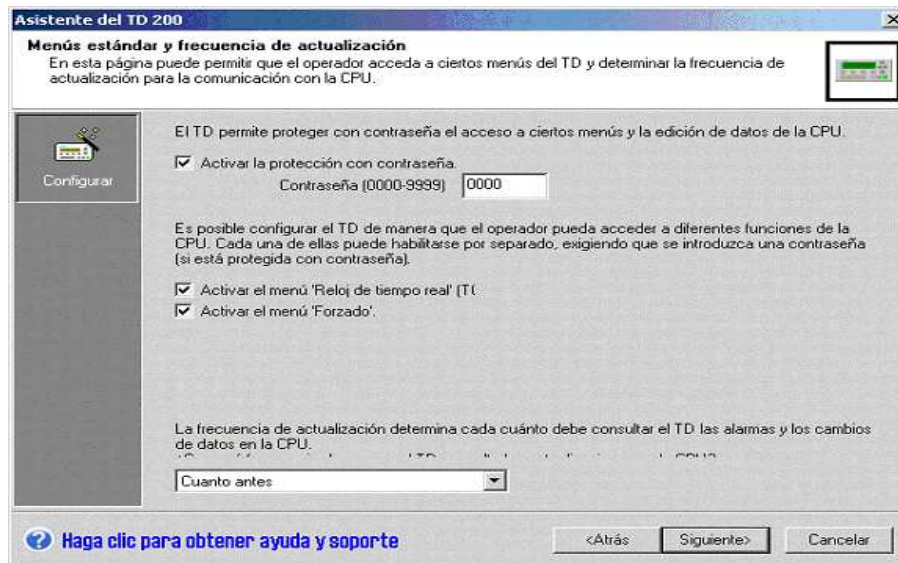 Asistente del TD 200
Menús estándar y frecuencia de actualización
En esta página puede permitir que el operador acceda a ciertos menús del TD y determinar la frecuencia de
actualización para la comunicación con la CPU.
Configurar
El TD permite proteger con contraseña el acceso a ciertos menús y la edición de datos de la CPU.
Activar la protección con contraseña.
Contraseña (0000-9999) 0000
Es posible configurar el TD de manera que el operador pueda acceder a diferentes funciones de la
CPU. Cada una de ellas puede habilitarse por separado, exigiendo que se introduzca una contraseña
(si está protegida con contraseña).
Activar el menú 'Reloj de tiempo real' (T
Activar el menú 'Forzado'.
La frecuencia de actualización determina cada cuánto debe consultar el TD las alarmas y los cambios
de datos en la CPU.
Cuanto antes
Haga clic para obtener ayuda y soporte
<Atrás
Siguiente>
Cancelar